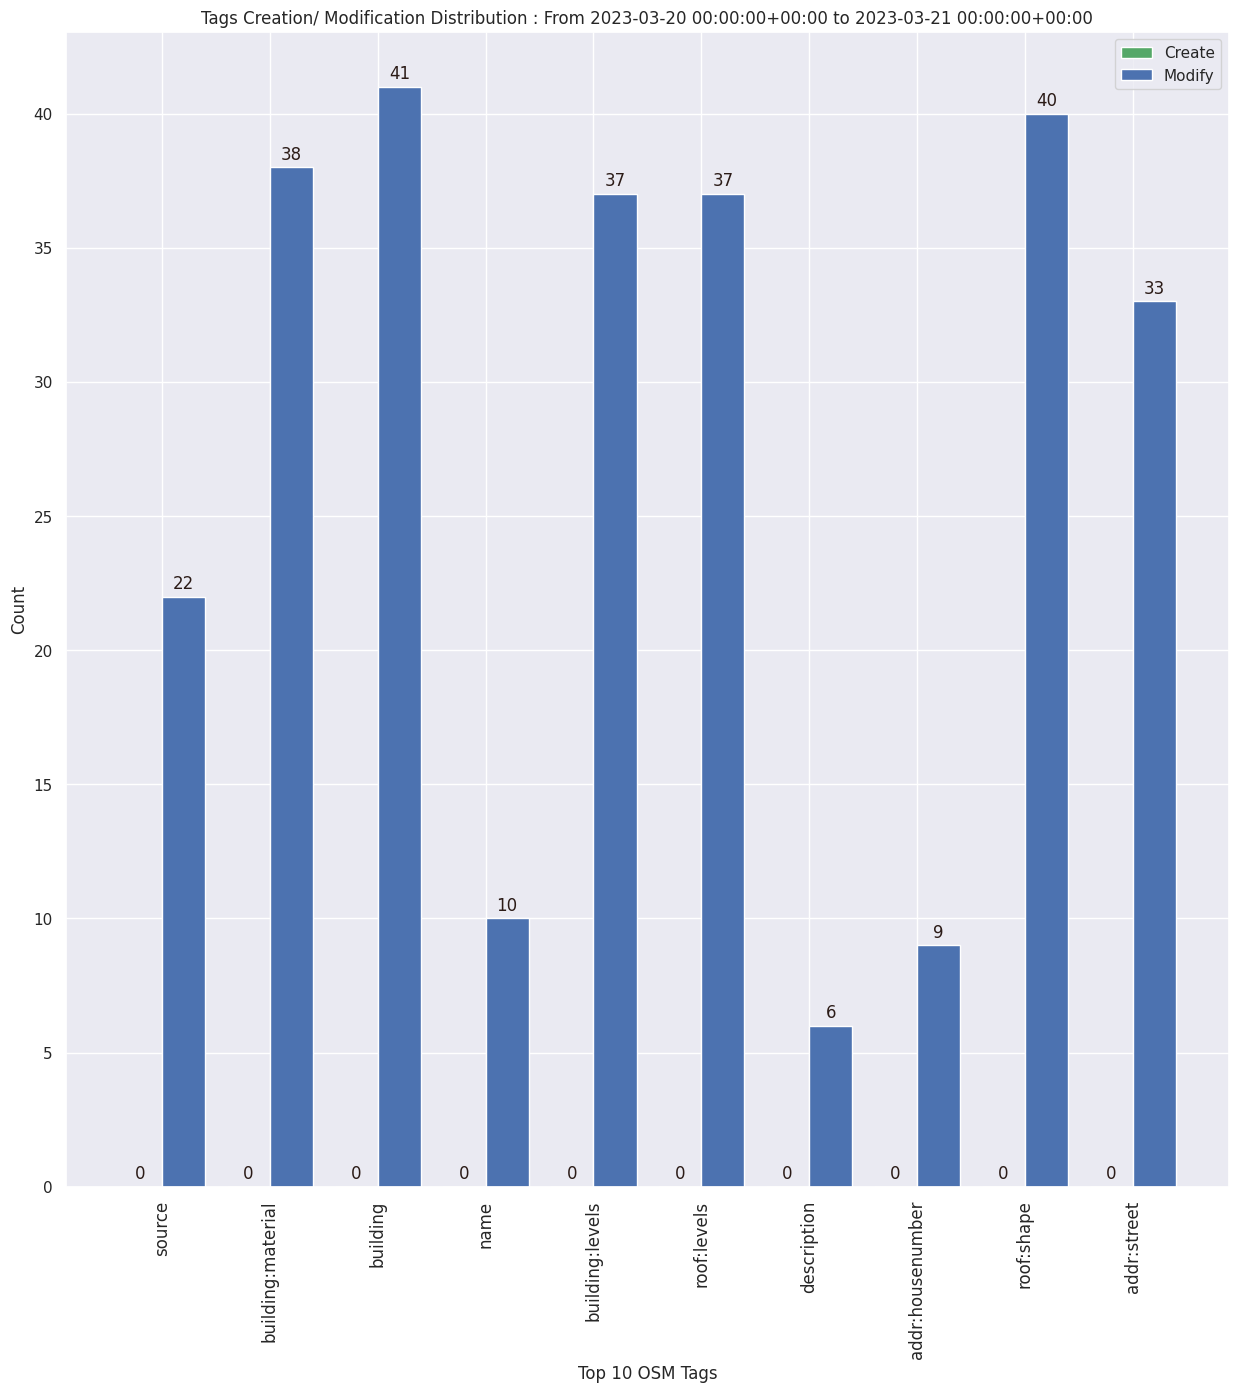 Tags Creation/ Modification Distribution : From 2023-03-20 00:00:00+00:00 to 2023-03-21 00:00:00+00:00
Create
Modify
Count
40
35
30
25
20
15
10
5
0
0
22
0
38
0
41
0
10
0
37
0
37
0
6
0
9
0
40
0
33
source
building:material
building
name
building:levels
roof:levels
description
addr:housenumber
roof:shape
addr:street
Top 10 OSM Tags